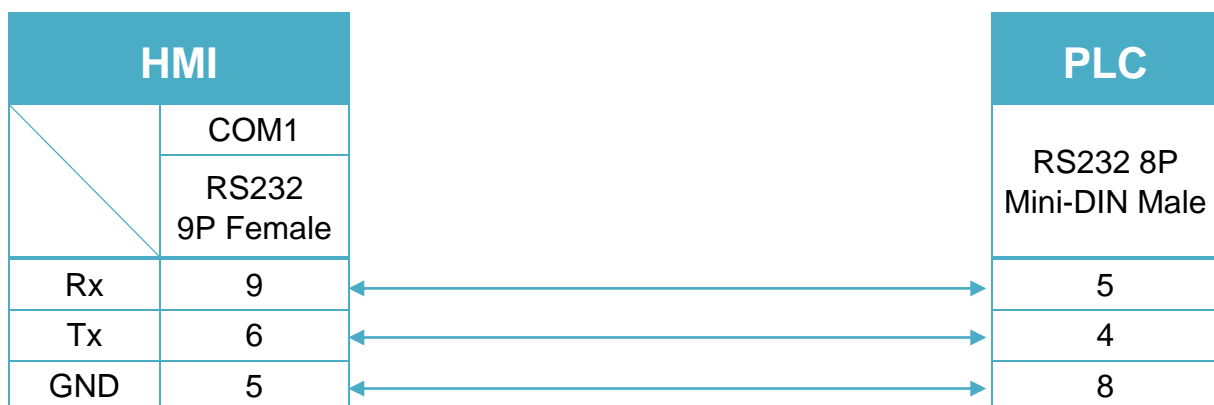 HMI PLC
COM1
RS232
9P Female
RS232 8P
Mini-DIN Male
Rx 9 5
Tx 6 4
GND 5 8